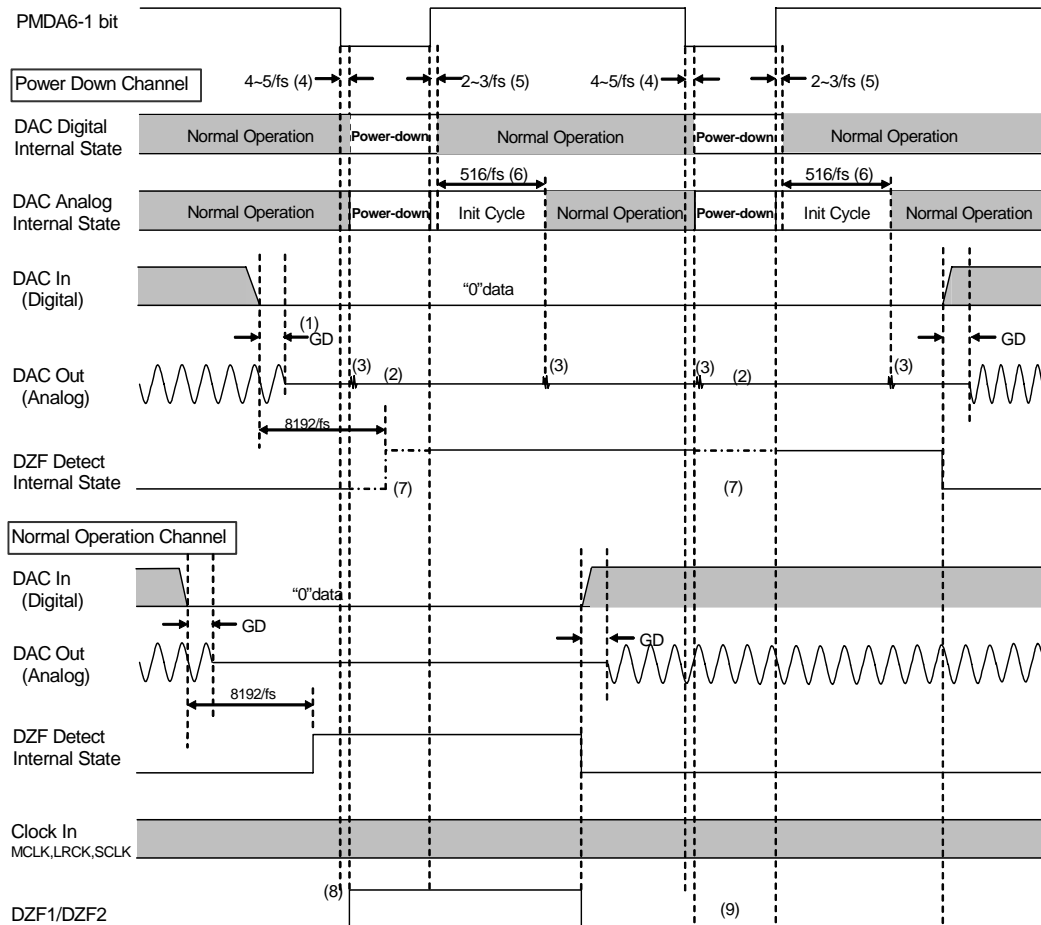 PMDA6-1 bit
Power Down Channel
4~5/fs (4)
2~3/fs (5)
4~5/fs (4)
2~3/fs (5)
DAC Digital
Internal State
Normal Operation
Power-down
Normal Operation
Power-down
Normal Operation
516/fs (6)
516/fs (6)
DAC Analog
Internal State
Normal Operation
Power-down
Init Cycle
Normal Operation
Power-down
Init Cycle
Normal Operation
DAC In
(Digital)
“0”data
(1)
GD
GD
DAC Out
(Analog)
(3)
(2)
(3)
(3)
(2)
(3)
8192/fs
DZF Detect
Internal State
(7)
(7)
Normal Operation Channel
DAC In
(Digital)
“0”data
GD
GD
DAC Out
(Analog)
8192/fs
DZF Detect
Internal State
Clock In
MCLK,LRCK,SCLK
(8)
DZF1/DZF2
(9)